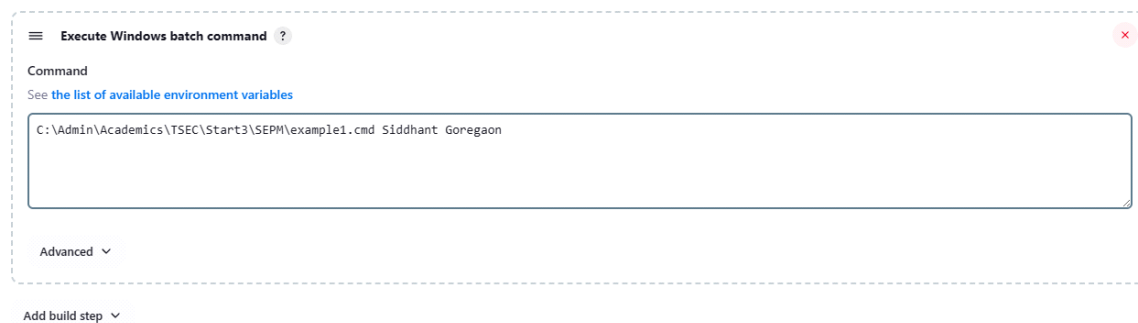 Execute Windows batch command ?
Command
See the list of available environment variables
C:\Admin\Academics\TSEC\Start3\SEPM\example1.cmd Siddhant Goregaon
Advanced
Add build step